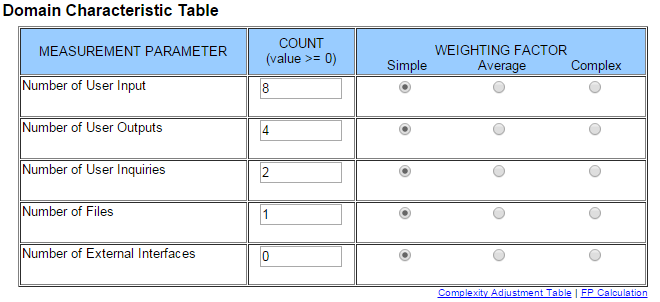 Domain Characteristic Table
MEASUREMENT PARAMETER
COUNT
(value >= 0)
WEIGHTING FACTOR
Simple Average Complex
Number of User Input 8
Number of User Outputs 4
Number of User Inquiries 2
Number of Files 1
Number of External Interfaces 0
Complexity Adjustment Table | FP Calculation